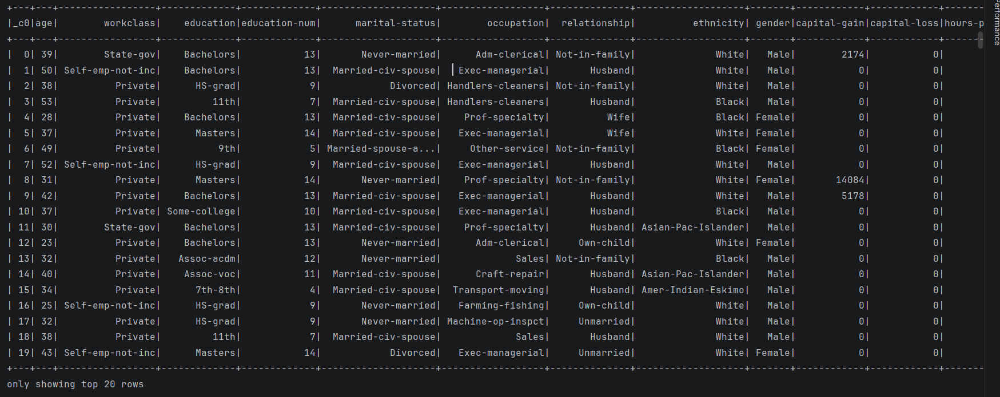 +---+---+-----------------+-------------+-------------+--------------------+------------------+--------------+-------------------+-------+------------+------------+-------
|_c0|age|        workclass|    education|education-num|      marital-status|        occupation|  relationship|          ethnicity| gender|capital-gain|capital-loss|hours-p
+---+---+-----------------+-------------+-------------+--------------------+------------------+--------------+-------------------+-------+------------+------------+-------
|  0| 39|        State-gov|    Bachelors|           13|       Never-married|      Adm-clerical| Not-in-family|              White|   Male|        2174|           0|
|  1| 50| Self-emp-not-inc|    Bachelors|           13|  Married-civ-spouse|   Exec-managerial|       Husband|              White|   Male|           0|           0|
|  2| 38|          Private|      HS-grad|            9|            Divorced| Handlers-cleaners| Not-in-family|              White|   Male|           0|           0|
|  3| 53|          Private|         11th|            7|  Married-civ-spouse| Handlers-cleaners|       Husband|              Black|   Male|           0|           0|
|  4| 28|          Private|    Bachelors|           13|  Married-civ-spouse|    Prof-specialty|          Wife|              Black| Female|           0|           0|
|  5| 37|          Private|      Masters|           14|  Married-civ-spouse|   Exec-managerial|          Wife|              White| Female|           0|           0|
|  6| 49|          Private|          9th|            5| Married-spouse-a...|     Other-service| Not-in-family|              Black| Female|           0|           0|
|  7| 52| Self-emp-not-inc|      HS-grad|            9|  Married-civ-spouse|   Exec-managerial|       Husband|              White|   Male|           0|           0|
|  8| 31|          Private|      Masters|           14|       Never-married|    Prof-specialty| Not-in-family|              White| Female|       14084|           0|
|  9| 42|          Private|    Bachelors|           13|  Married-civ-spouse|   Exec-managerial|       Husband|              White|   Male|        5178|           0|
| 10| 37|          Private| Some-college|           10|  Married-civ-spouse|   Exec-managerial|       Husband|              Black|   Male|           0|           0|
| 11| 30|        State-gov|    Bachelors|           13|  Married-civ-spouse|    Prof-specialty|       Husband| Asian-Pac-Islander|   Male|           0|           0|
| 12| 23|          Private|    Bachelors|           13|       Never-married|      Adm-clerical|     Own-child|              White| Female|           0|           0|
| 13| 32|          Private|   Assoc-acdm|           12|       Never-married|             Sales| Not-in-family|              Black|   Male|           0|           0|
| 14| 40|          Private|    Assoc-voc|           11|  Married-civ-spouse|      Craft-repair|       Husband| Asian-Pac-Islander|   Male|           0|           0|
| 15| 34|          Private|      7th-8th|            4|  Married-civ-spouse|  Transport-moving|       Husband| Amer-Indian-Eskimo|   Male|           0|           0|
| 16| 25| Self-emp-not-inc|      HS-grad|            9|       Never-married|   Farming-fishing|     Own-child|              White|   Male|           0|           0|
| 17| 32|          Private|      HS-grad|            9|       Never-married| Machine-op-inspct|     Unmarried|              White|   Male|           0|           0|
| 18| 38|          Private|         11th|            7|  Married-civ-spouse|             Sales|       Husband|              White|   Male|           0|           0|
| 19| 43| Self-emp-not-inc|      Masters|           14|            Divorced|   Exec-managerial|     Unmarried|              White| Female|           0|           0|
+---+---+-----------------+-------------+-------------+--------------------+------------------+--------------+-------------------+-------+------------+------------+-------
only showing top 20 rows
Performance